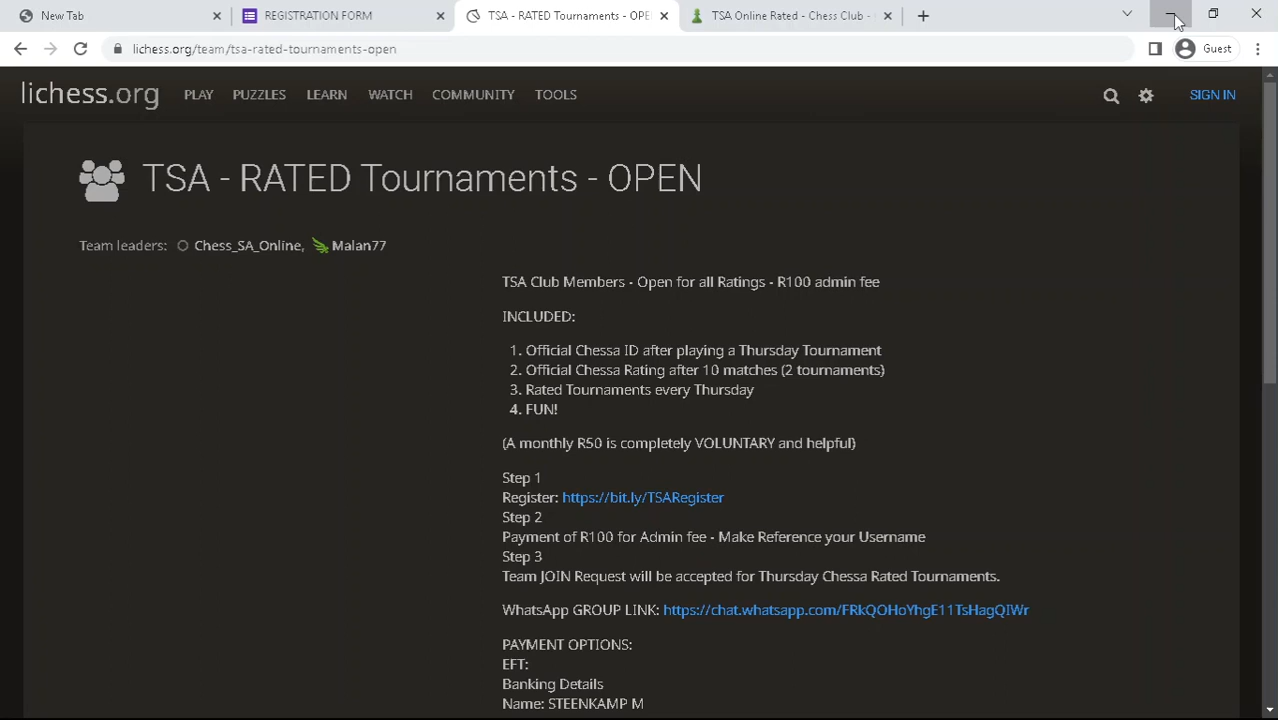 New Tab
REGISTRATION FORM
TSA - RATED Tournaments - OPE
TSA Online Rated - Chess Club -
lichess.org/team/tsa-rated-tournaments-open
Guest
lichess.org
PLAY
PUZZLES
LEARN
WATCH
COMMUNITY
TOOLS
SIGN IN
TSA - RATED Tournaments - OPEN
Team leaders: Chess_SA_Online, Malan77
TSA Club Members - Open for all Ratings - R100 admin fee
INCLUDED:
1. Official Chessa ID after playing a Thursday Tournament
2. Official Chessa Rating after 10 matches (2 tournaments)
3. Rated Tournaments every Thursday
4. FUN!
(A monthly R50 is completely VOLUNTARY and helpful)
Step 1
Register: https://bit.ly/TSARegister
Step 2
Payment of R100 for Admin fee - Make Reference your Username
Step 3
Team JOIN Request will be accepted for Thursday Chessa Rated Tournaments.
WhatsApp GROUP LINK: https://chat.whatsapp.com/FRkQOHoYhgE11TsHagQIWr
PAYMENT OPTIONS:
EFT:
Banking Details
Name: STEENKAMP M